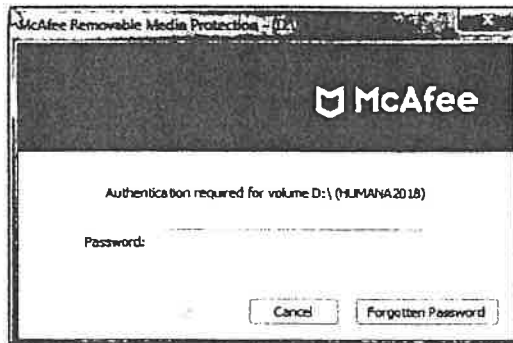 McAfee Removable Media Protection - (D:)
McAfee
Authentication required for volume D:\ (HUMANA2018)
Password:
Cancel
Forgotten Password